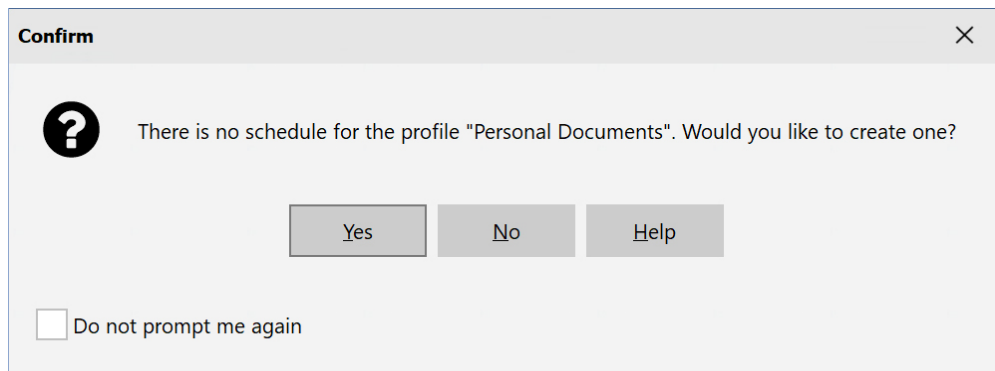 Confirm
There is no schedule for the profile "Personal Documents". Would you like to create one?
Yes No Help
Do not prompt me again